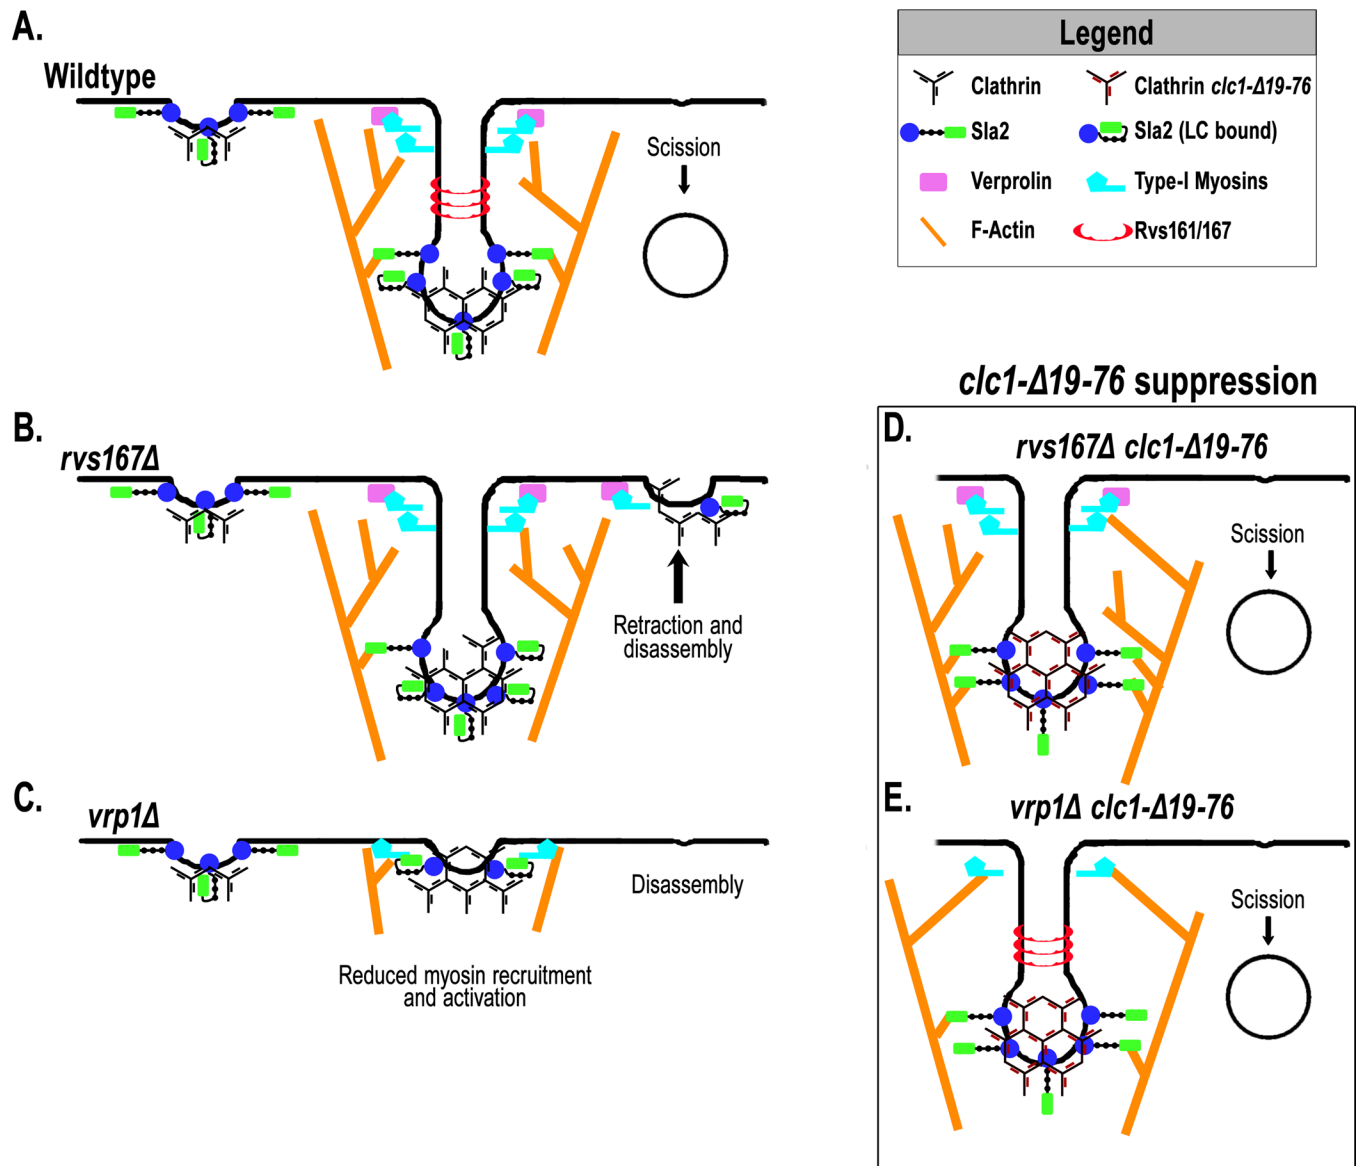 A.
Wildtype
Scission
Legend
Clathrin
Clathrin clc1-Δ19-76
Sla2
Sla2 (LC bound)
Verprolin
Type-I Myosins
F-Actin
Rvs161/167
B.
rvs167Δ
Retraction and
disassembly
C.
vrp1Δ
Reduced myosin recruitment
and activation
Disassembly
clc1-Δ19-76 suppression
D.
rvs167Δ clc1-Δ19-76
Scission
E.
vrp1Δ clc1-Δ19-76
Scission